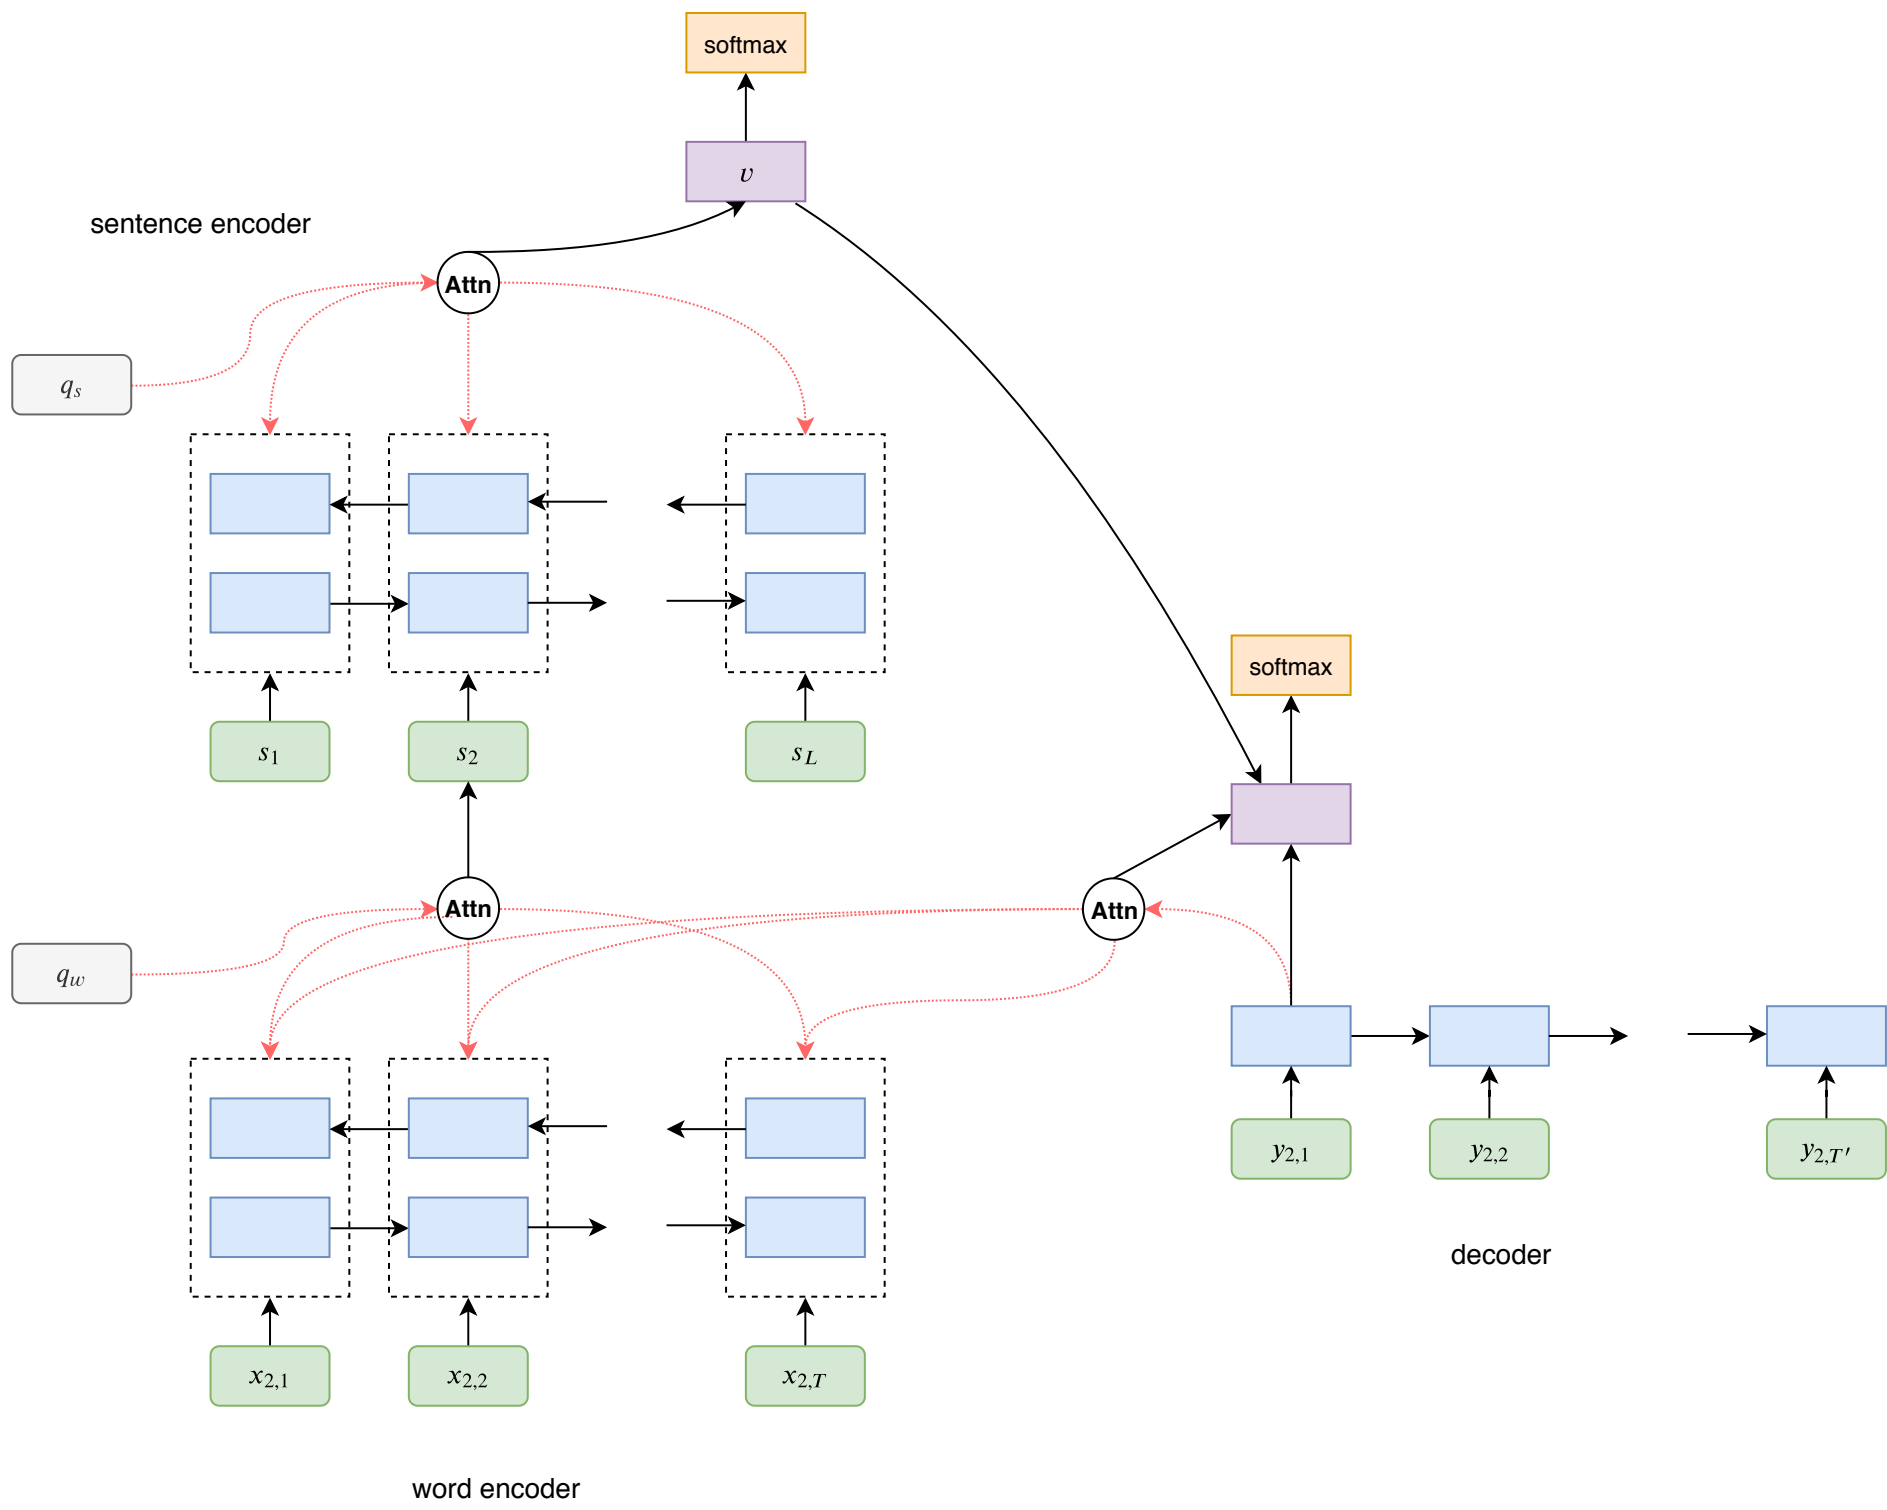 softmax
v
sentence encoder
Attn
q_s
softmax
s_1
s_2
s_L
Attn
Attn
q_w
y_{2,1}
y_{2,2}
y_{2,T'}
decoder
x_{2,1}
x_{2,2}
x_{2,T}
word encoder